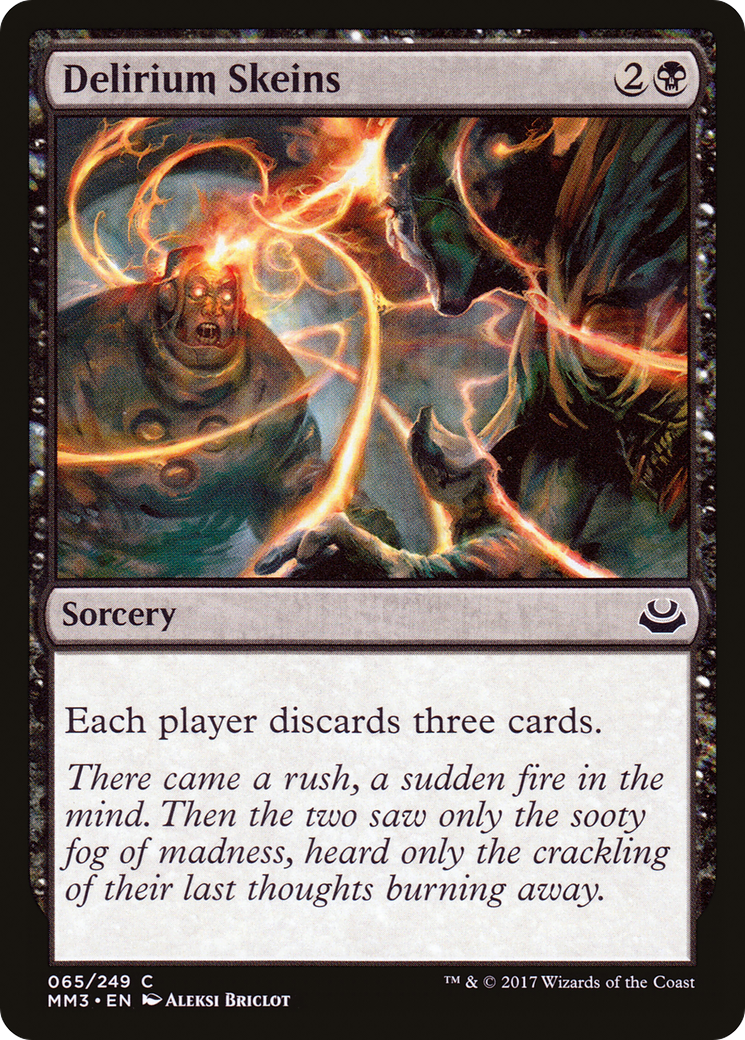 Delirium Skeins 2
Sorcery
Each player discards three cards.
There came a rush, a sudden fire in the
mind. Then the two saw only the sooty
fog of madness, heard only the crackling
of their last thoughts burning away.
065/249 C
™ & © 2017 Wizards of the Coast
MM3 • EN Aleksi Briclot